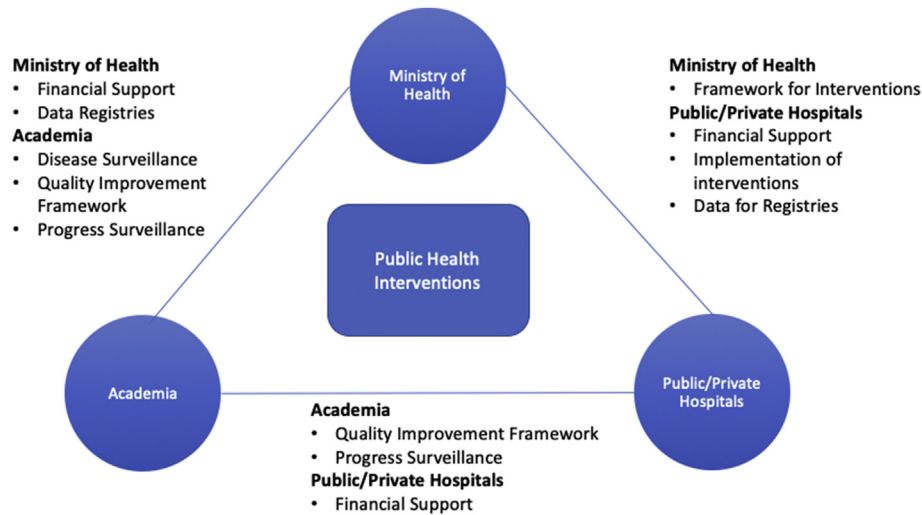 Ministry of Health
• Financial Support
• Data Registries
Academia
• Disease Surveillance
• Quality Improvement
Framework
• Progress Surveillance
Ministry of
Health
Ministry of Health
• Framework for Interventions
Public/Private Hospitals
• Financial Support
• Implementation of
interventions
• Data for Registries
Public Health
Interventions
Academia
Public/Private
Hospitals
Academia
• Quality Improvement Framework
• Progress Surveillance
Public/Private Hospitals
• Financial Support